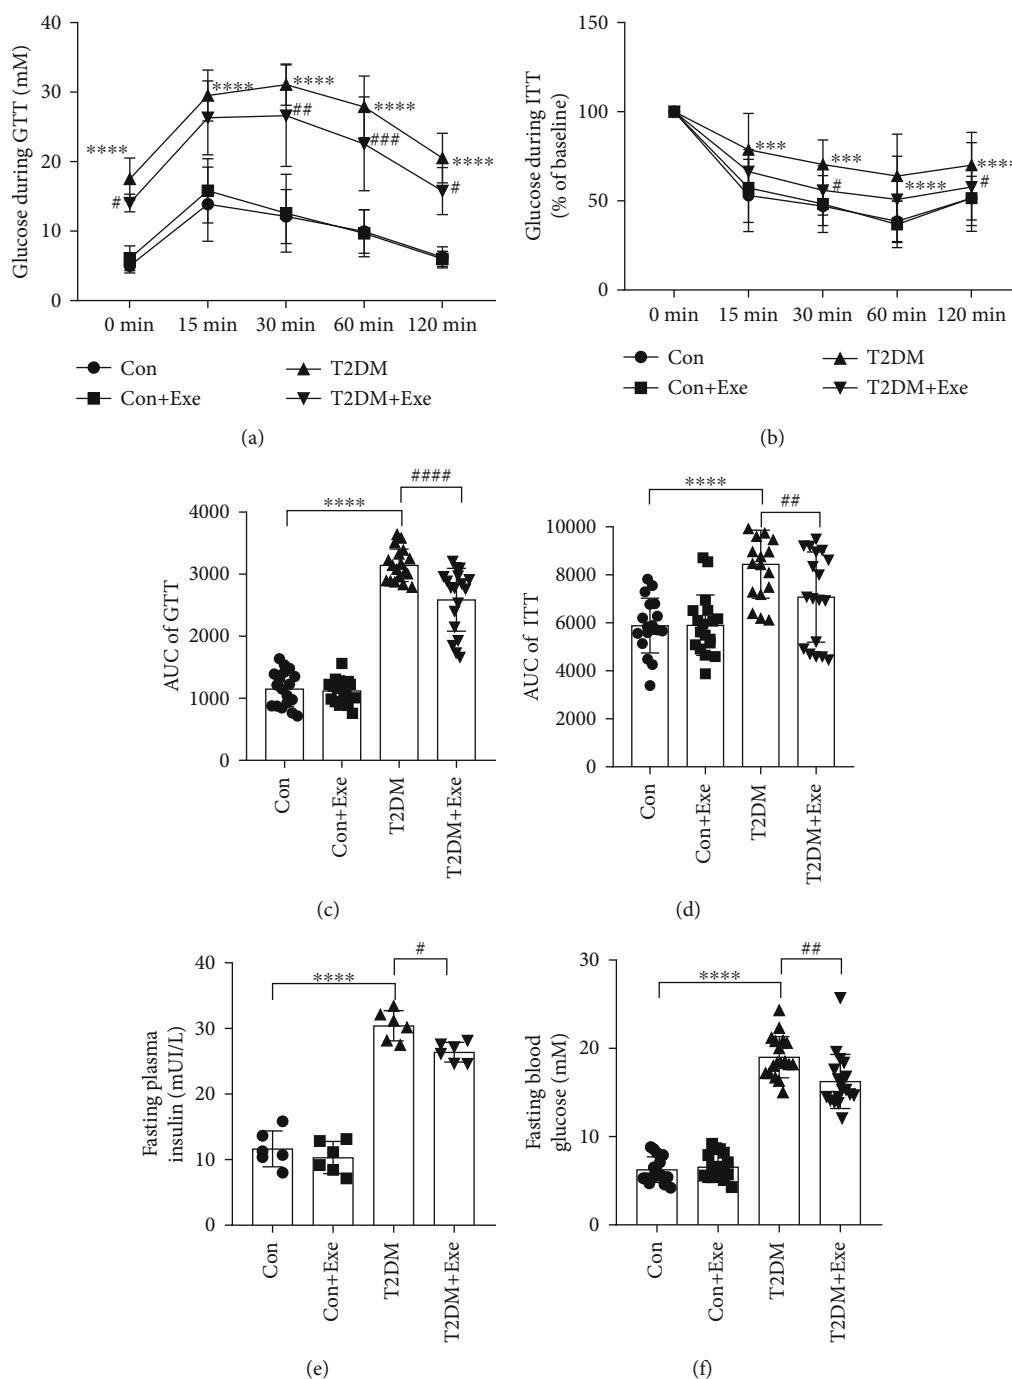 Glucose during GTT (mM)
40
30
20
10
0
****
#
****
****
##
****
###
****
#
0 min 15 min 30 min 60 min 120 min
Con
Con+Exe
T2DM
T2DM+Exe
(a)
Glucose during ITT
(% of baseline)
150
100
50
0
***
***
#
****
****
#
0 min 15 min 30 min 60 min 120 min
Con
Con+Exe
T2DM
T2DM+Exe
(b)
AUC of GTT
4000
3000
2000
1000
0
****
####
Con
Con+Exe
T2DM
T2DM+Exe
(c)
AUC of ITT
10000
8000
6000
4000
2000
0
****
##
Con
Con+Exe
T2DM
T2DM+Exe
(d)
Fasting plasma
insulin (mUI/L)
40
30
20
10
0
****
#
Con
Con+Exe
T2DM
T2DM+Exe
(e)
Fasting blood
glucose (mM)
30
20
10
0
****
##
Con
Con+Exe
T2DM
T2DM+Exe
(f)